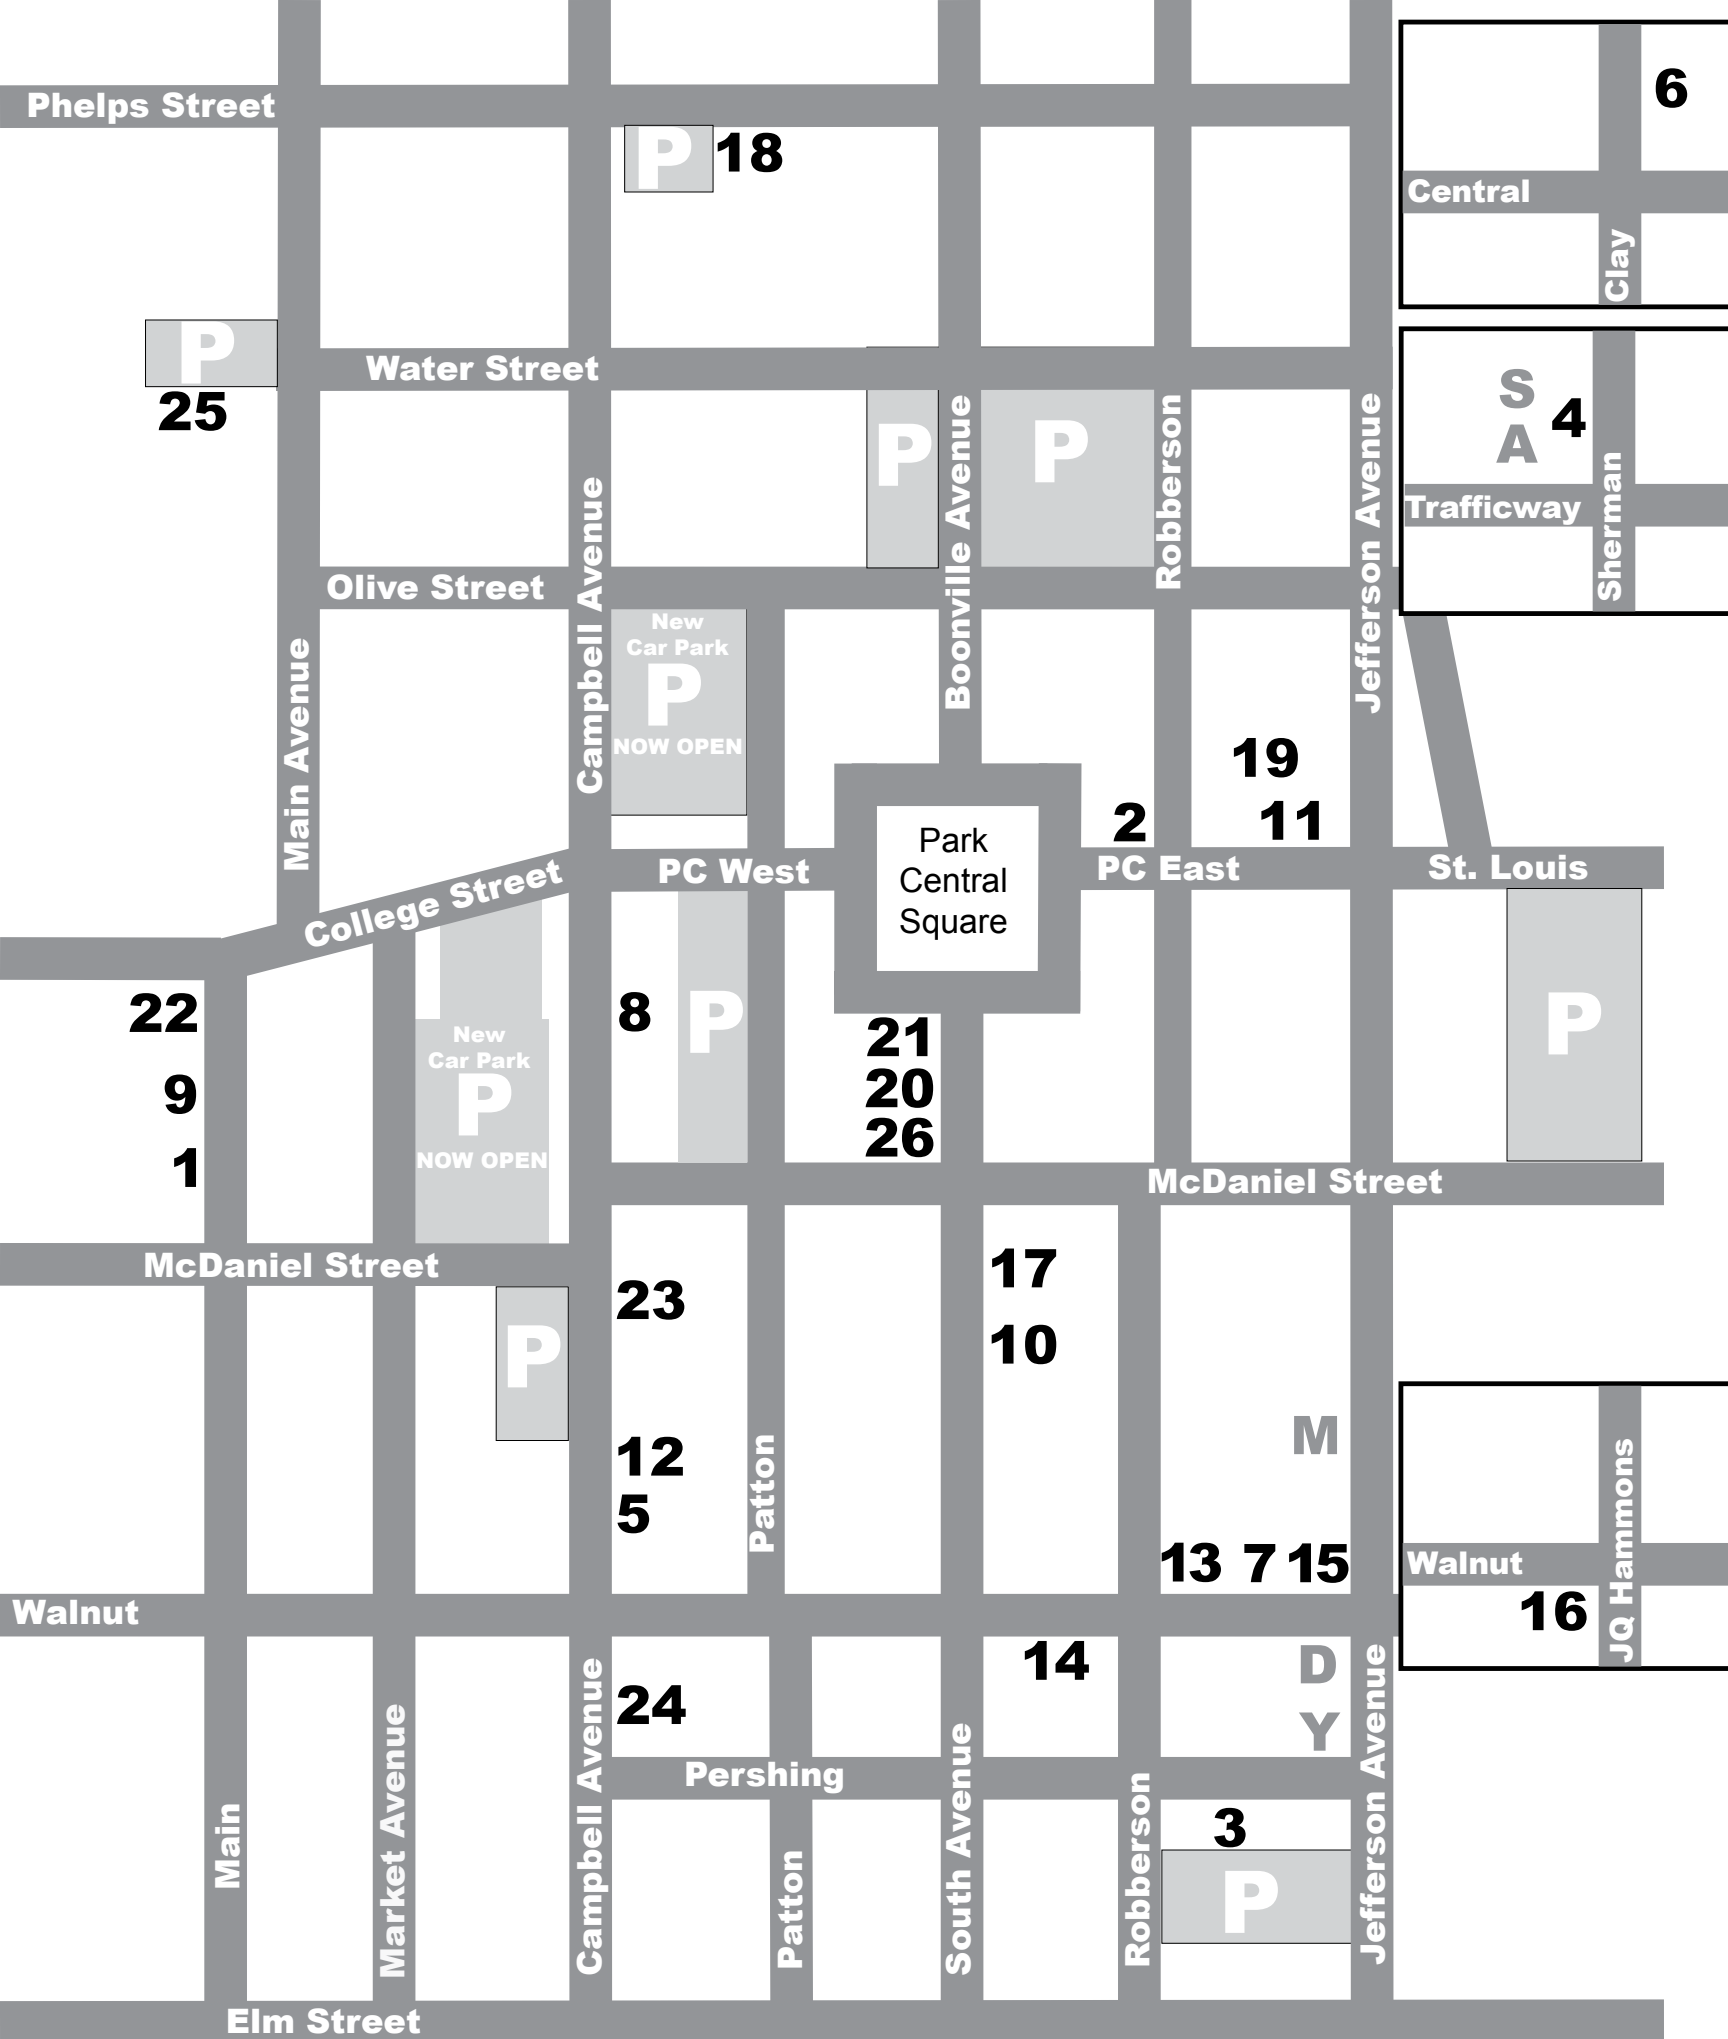 6
Phelps Street
P 18
Central
Clay
P
25
Water Street
S
A
4
P
P
Boonville Avenue
Robberson
Jefferson Avenue
Trafficway
Sherman
Olive Street
Campbell Avenue
New
Car Park
P
NOW OPEN
Main Avenue
19
2
11
Park
Central
Square
College Street
PC West
PC East
St. Louis
22
9
1
New
Car Park
P
NOW OPEN
8
P
21
20
26
P
McDaniel Street
McDaniel Street
P
23
17
10
12
5
Patton
M
13 7 15
Walnut
JQ Hammons
16
Walnut
14
D
Y
24
Pershing
3
P
Main
Market Avenue
Campbell Avenue
Patton
South Avenue
Robberson
Jefferson Avenue
Elm Street